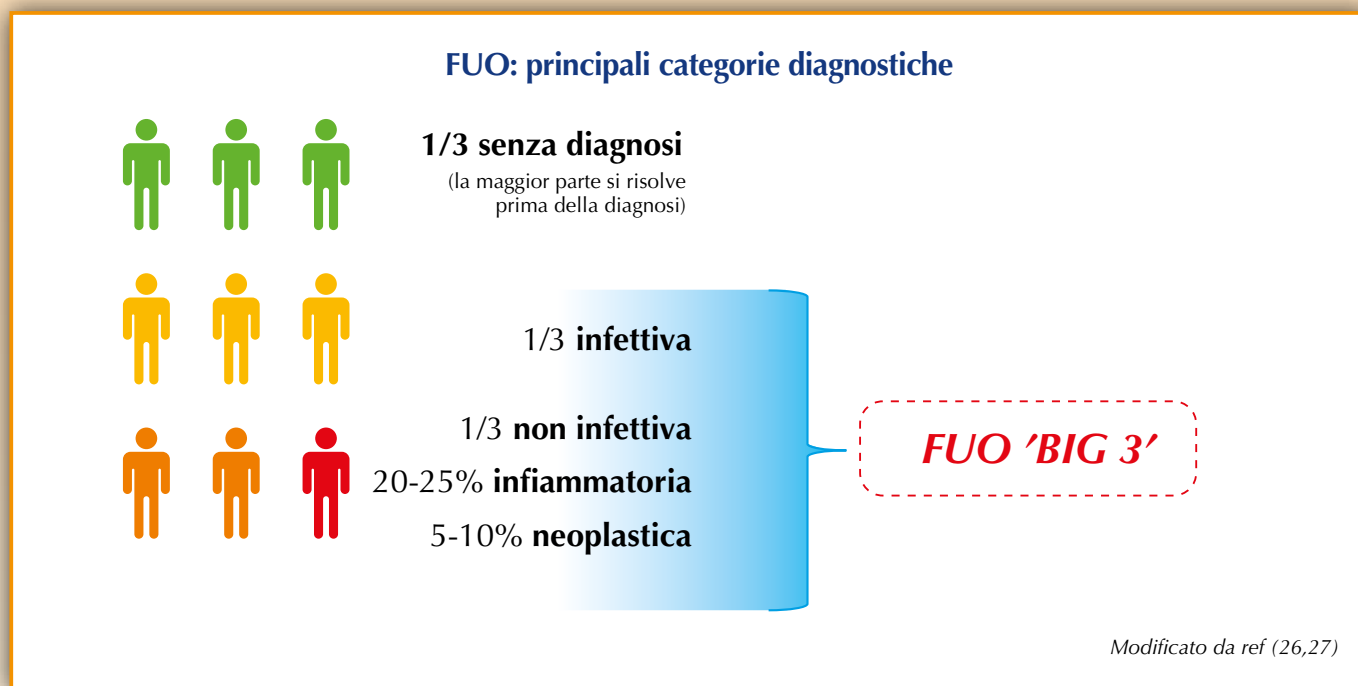 FUO: principali categorie diagnostiche
1/3 senza diagnosi
(la maggior parte si risolve
prima della diagnosi)
1/3 infettiva
1/3 non infettiva
20-25% infiammatoria
5-10% neoplastica
FUO 'BIG 3'
Modificato da ref (26,27)